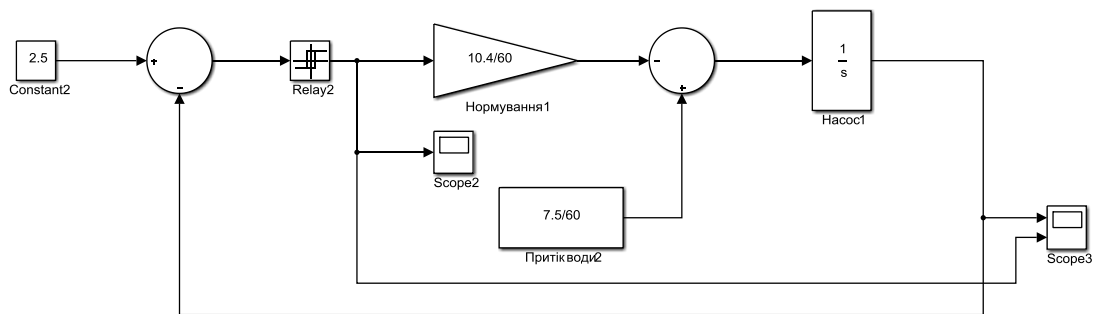 2.5
Constant2
Relay2
10.4/60
Нормування1
Scope2
7.5/60
Притік води2
1
s
Насос1
Scope3